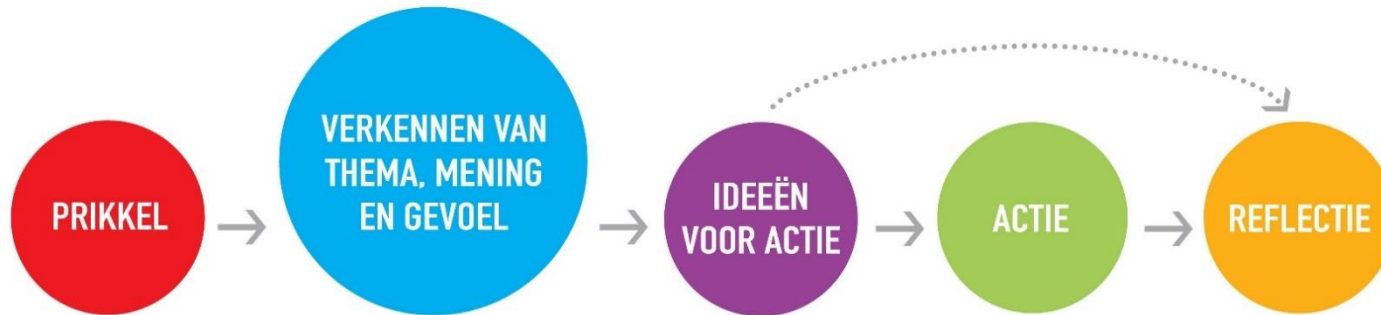 PRIKKEL
VERKENNEN VAN
THEMA, MENING
EN GEVOEL
IDEEËN
VOOR ACTIE
ACTIE
REFLECTIE